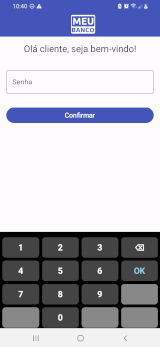 10:40
MEU
BANCO
Olá cliente, seja bem-vindo!
Senha
Confirmar
1 2 3
4 5 6 OK
7 8 9
0